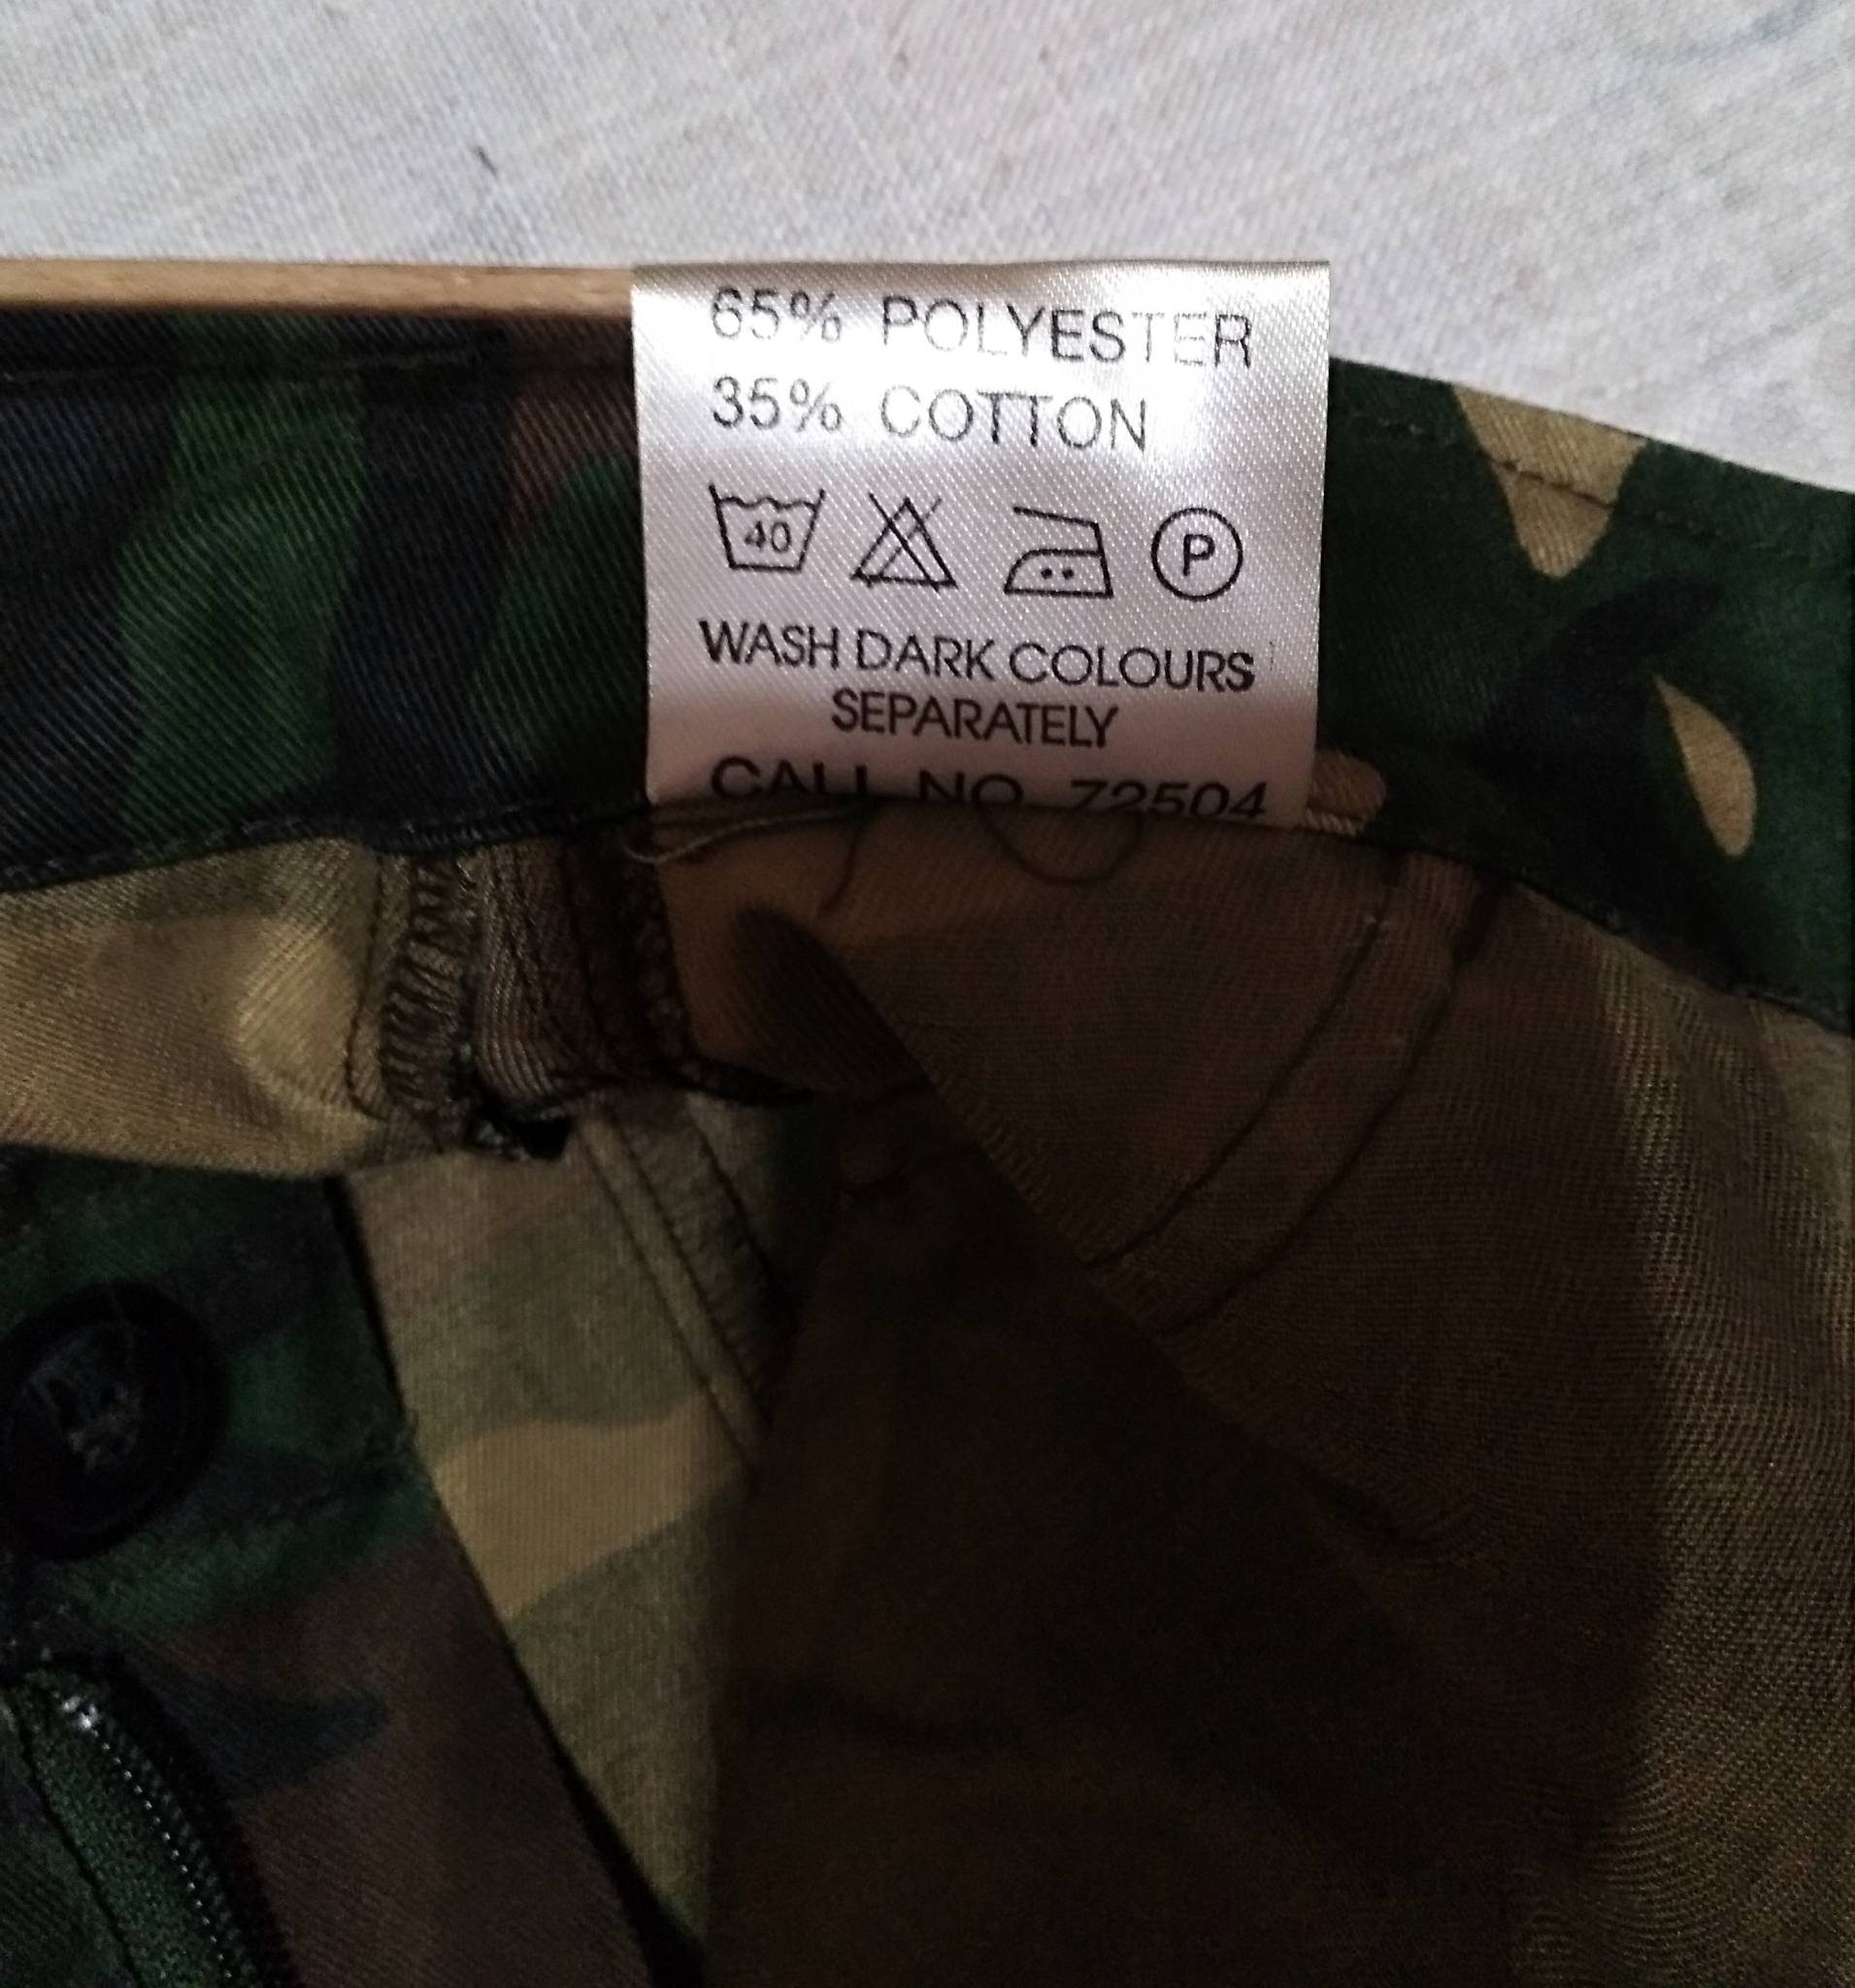 65% POLYESTER
35% COTTON
40 P
WASH DARK COLOURS
SEPARATELY
CALL NO. 72504